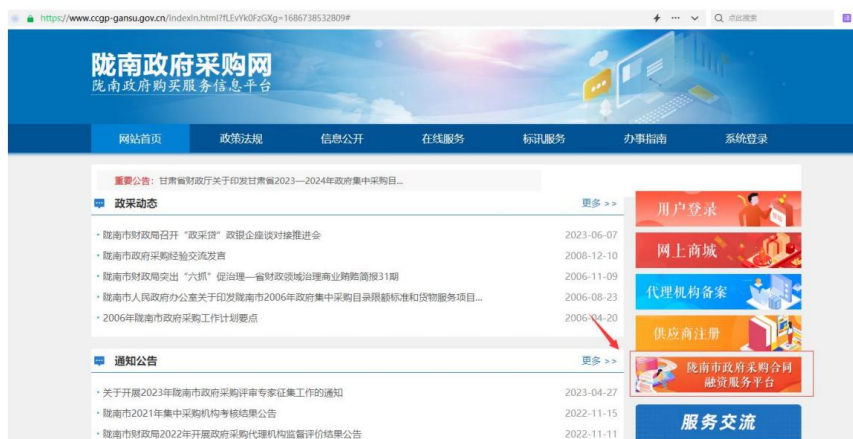 https://www.ccgp-gansu.gov.cn/indexin.html?fLEvYk0FzGXg=1686738532809#
点此搜索
陇南政府采购网
陇南政府购买服务信息平台
网站首页 政策法规 信息公开 在线服务 标讯服务 办事指南 系统登录
重要公告：甘肃省财政厅关于印发甘肃省2023—2024年政府集中采购目...
政采动态 更多 >>
· 陇南市财政局召开“政采贷”政银企座谈对接推进会 2023-06-07
· 陇南市政府采购经验交流发言 2008-12-10
· 陇南市财政局突出“六抓”促治理—省财政领域治理商业贿赂简报31期 2006-11-09
· 陇南市人民政府办公室关于印发陇南市2006年政府集中采购目录限额标准和货物服务项目... 2006-08-23
· 2006年陇南市政府采购工作计划要点 2006-04-20
通知公告 更多 >>
· 关于开展2023年陇南市政府采购评审专家征集工作的通知 2023-04-27
· 陇南市2021年集中采购机构考核结果公告 2022-11-15
· 陇南市财政局2022年开展政府采购代理机构监督评价结果公告 2022-11-11
用户登录
网上商城
代理机构备案
供应商注册
陇南市政府采购合同
融资服务平台
服务交流